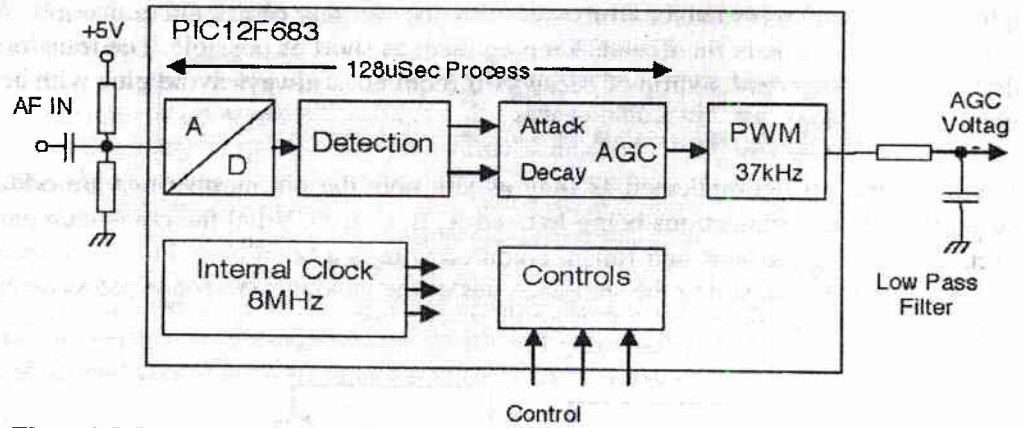 PIC12F683
+5V
128uSec Process
AF IN
A
D
Detection
Attack
AGC
Decay
PWM
37kHz
AGC
Voltag
Internal Clock
8MHz
Controls
Low Pass
Filter
Control